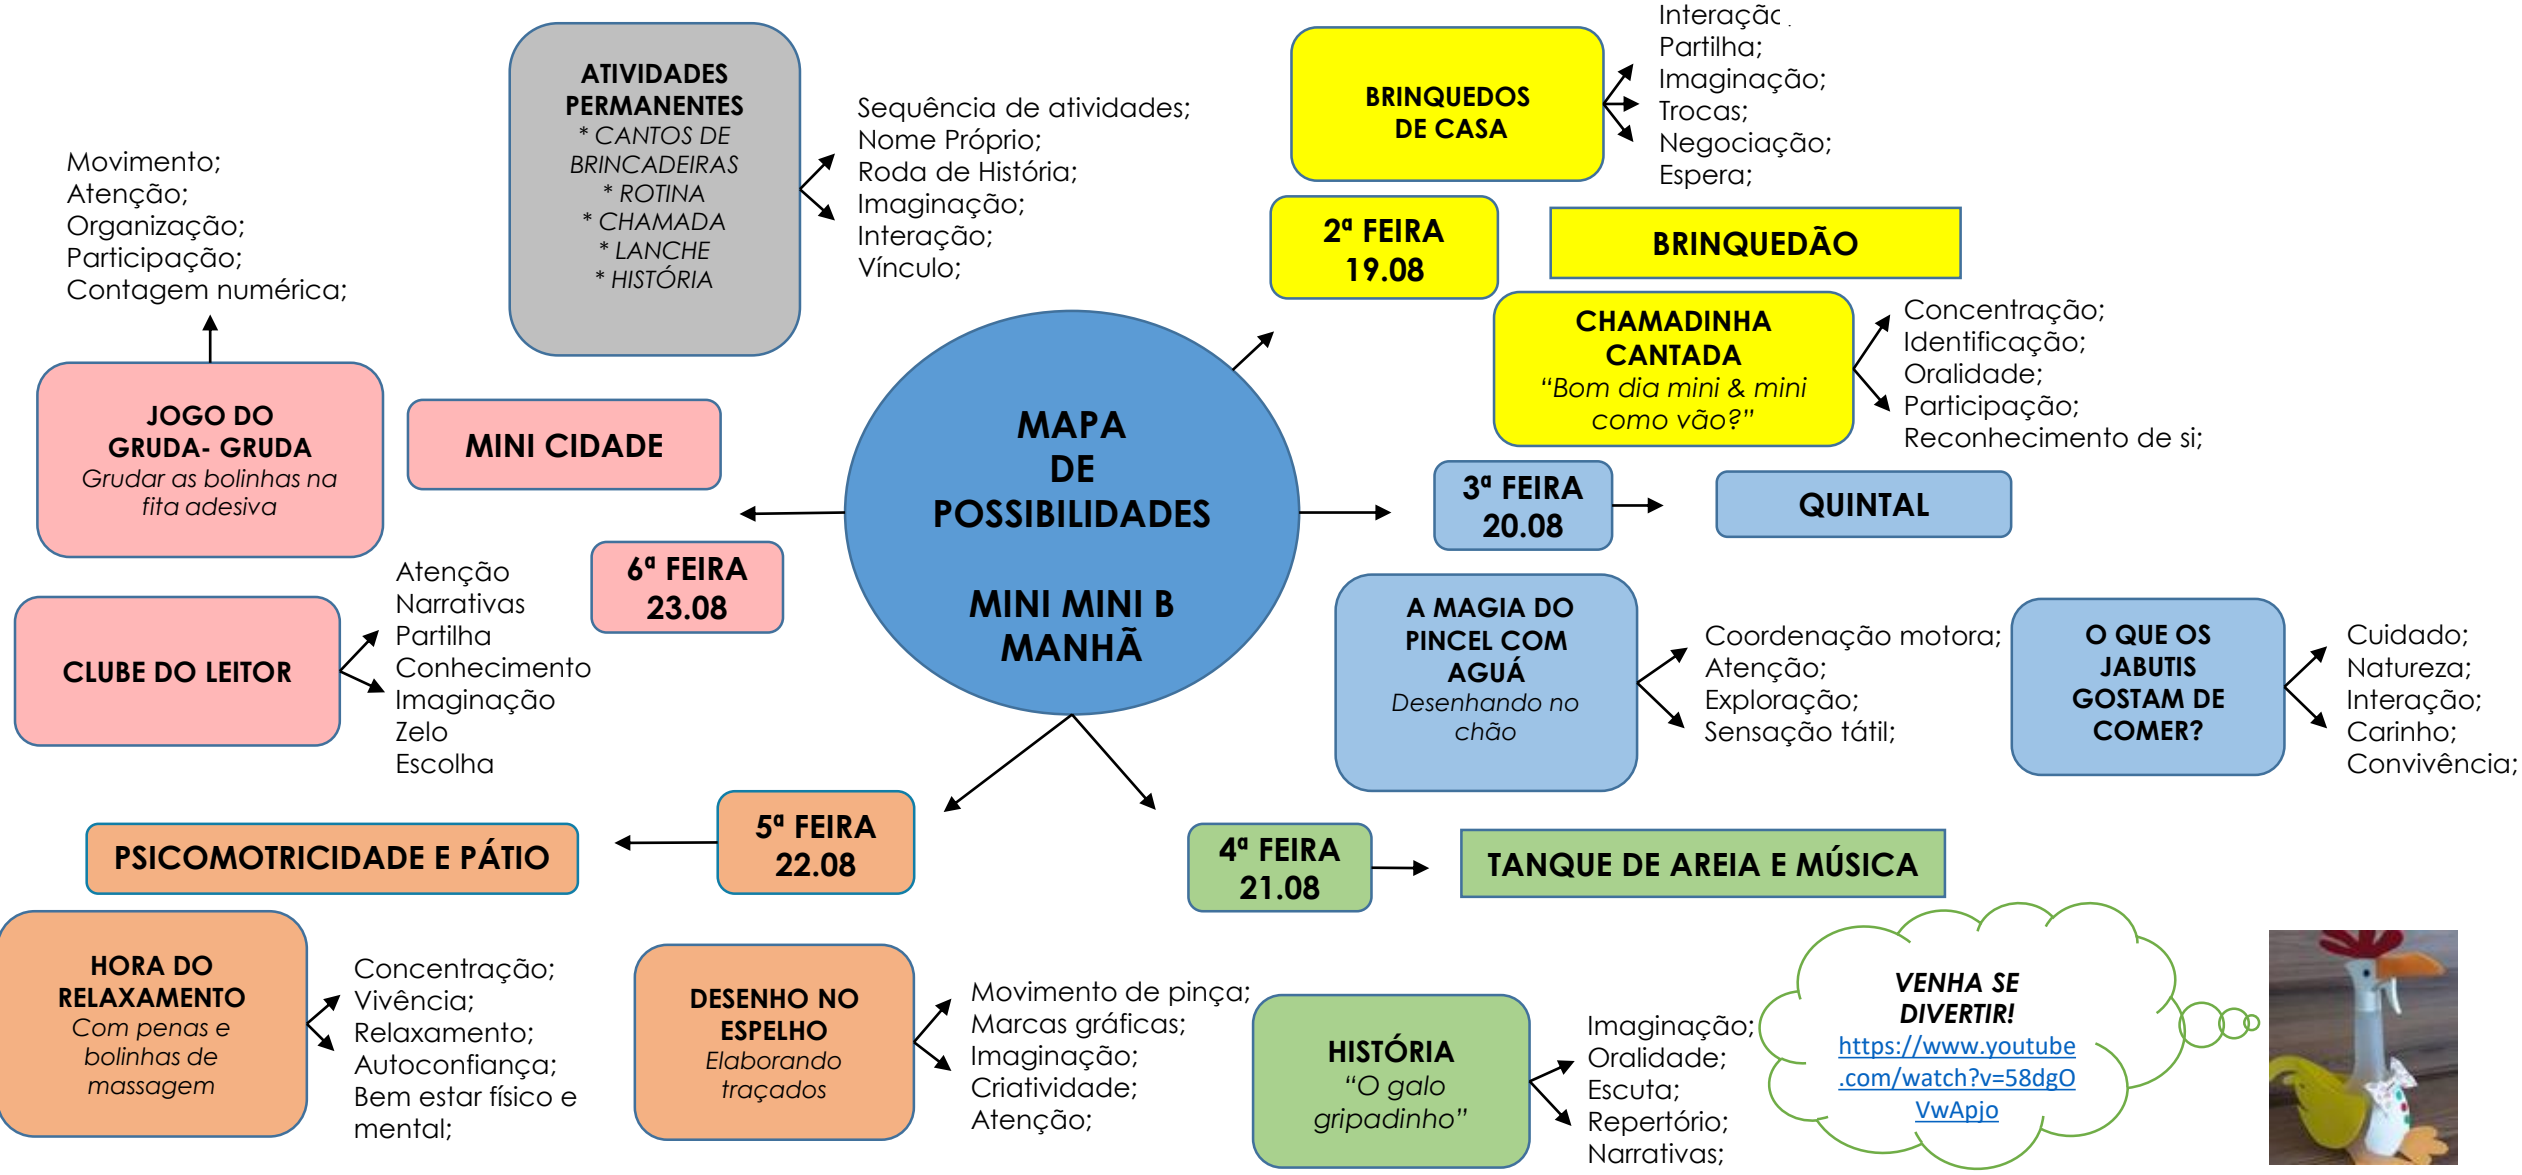 ATIVIDADES
PERMANENTES
* CANTOS DE
BRINCADEIRAS
* ROTINA
* CHAMADA
* LANCHE
* HISTÓRIA
Sequência de atividades;
Nome Próprio;
Roda de História;
Imaginação;
Interação;
Vínculo;
BRINQUEDOS
DE CASA
Interação
Partilha;
Imaginação;
Trocas;
Negociação;
Espera;
2ª FEIRA
19.08
BRINQUEDÃO
CHAMADINHA
CANTADA
“Bom dia mini & mini
como vão?”
Concentração;
Identificação;
Oralidade;
Participação;
Reconhecimento de si;
Movimento;
Atenção;
Organização;
Participação;
Contagem numérica;
JOGO DO
GRUDA- GRUDA
Grudar as bolinhas na
fita adesiva
MINI CIDADE
MAPA
DE
POSSIBILIDADES
MINI MINI B
MANHÃ
3ª FEIRA
20.08
QUINTAL
6ª FEIRA
23.08
CLUBE DO LEITOR
Atenção
Narrativas
Partilha
Conhecimento
Imaginação
Zelo
Escolha
A MAGIA DO
PINCEL COM
AGUÁ
Desenhando no
chão
Coordenação motora;
Atenção;
Exploração;
Sensação tátil;
O QUE OS
JABUTIS
GOSTAM DE
COMER?
Cuidado;
Natureza;
Interação;
Carinho;
Convivência;
PSICOMOTRICIDADE E PÁTIO
5ª FEIRA
22.08
4ª FEIRA
21.08
TANQUE DE AREIA E MÚSICA
HORA DO
RELAXAMENTO
Com penas e
bolinhas de
massagem
Concentração;
Vivência;
Relaxamento;
Autoconfiança;
Bem estar físico e
mental;
DESENHO NO
ESPELHO
Elaborando
traçados
Movimento de pinça;
Marcas gráficas;
Imaginação;
Criatividade;
Atenção;
HISTÓRIA
“O galo
gripadinho”
Imaginação;
Oralidade;
Escuta;
Repertório;
Narrativas;
VENHA SE
DIVERTIR!
https://www.youtube
.com/watch?v=58dgO
VwApjo